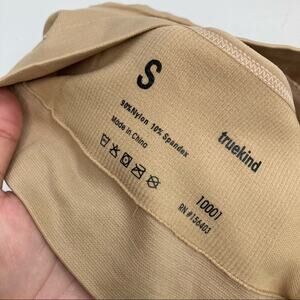 S
90%Nylon 10% Spandex
Made in China
truekind
10001
RN #156403